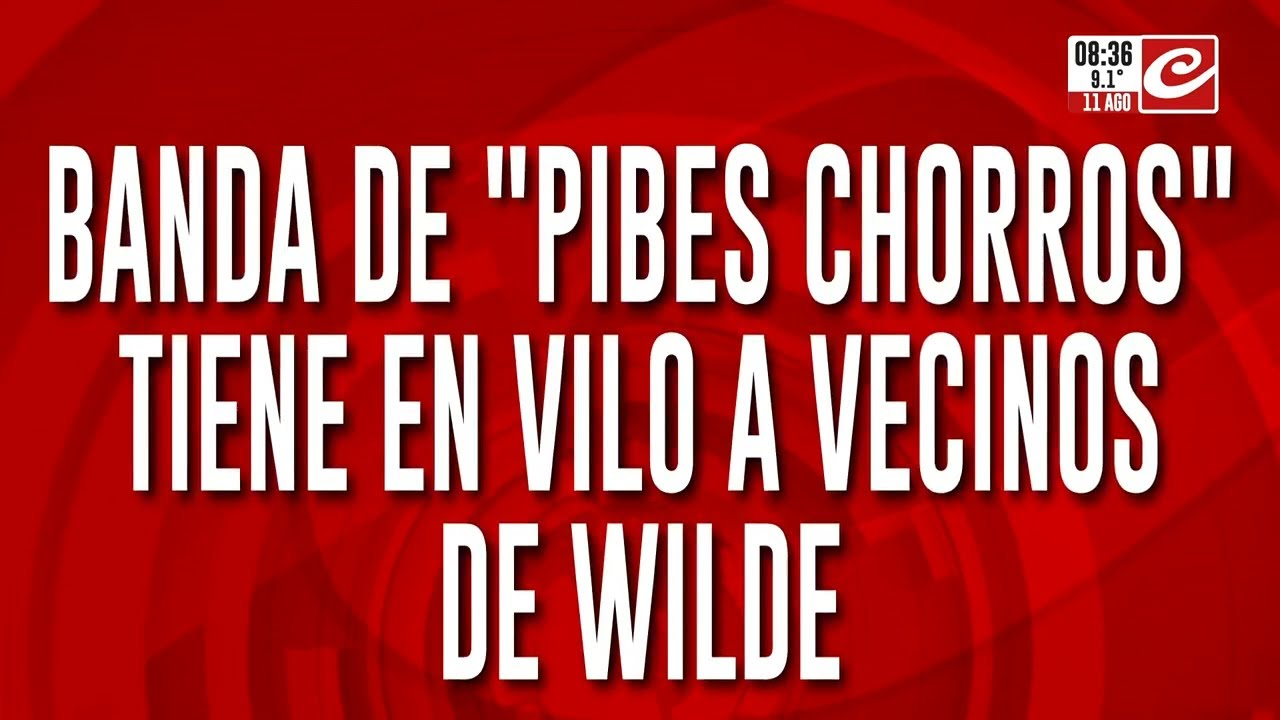 08:36
9.1°
11 AGO
BANDA DE "PIBES CHORROS"
TIENE EN VILO A VECINOS
DE WILDE